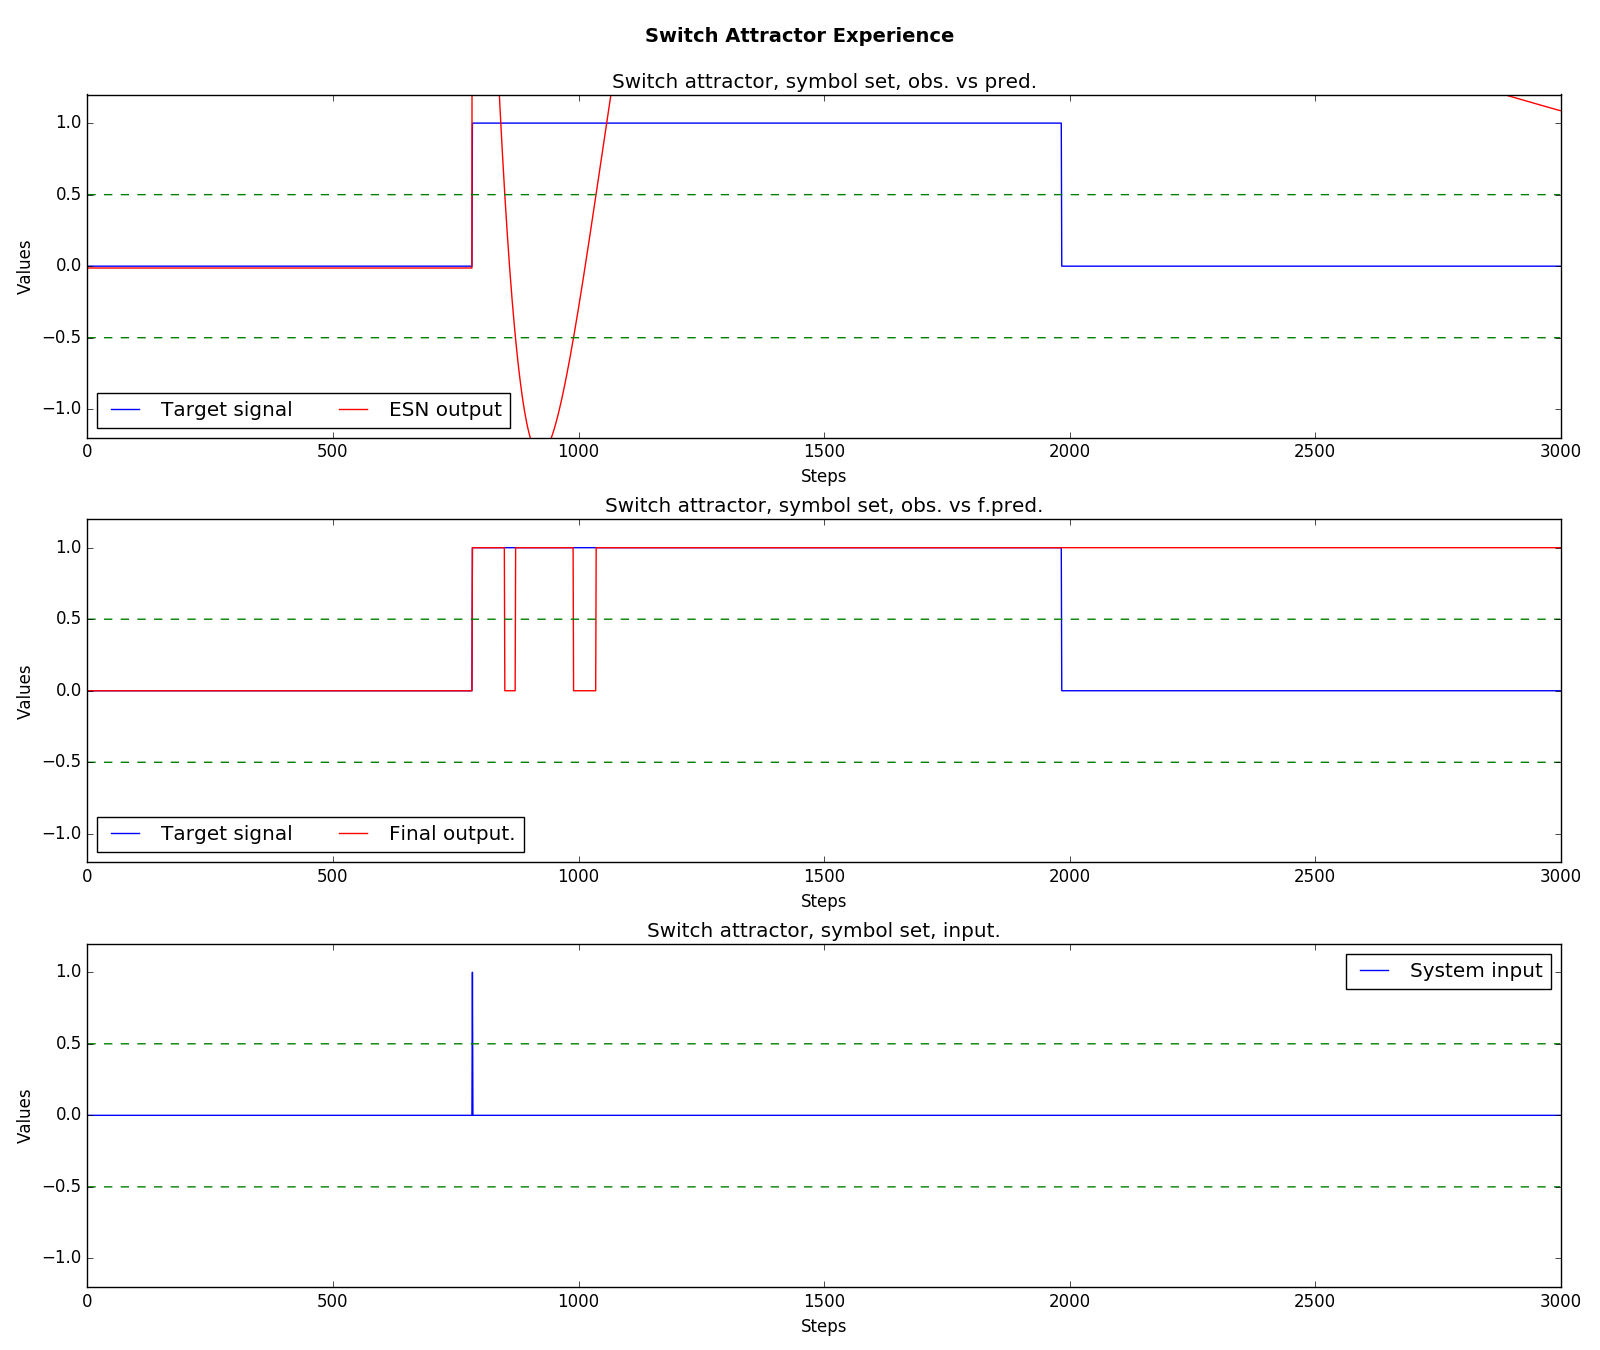 Switch Attractor Experience
Switch attractor, symbol set, obs. vs pred.
1.0
0.5
0.0
−0.5
−1.0
Values
Target signal ESN output
0 500 1000 1500 2000 2500 3000
Steps
Switch attractor, symbol set, obs. vs f.pred.
1.0
0.5
0.0
−0.5
−1.0
Values
Target signal Final output.
0 500 1000 1500 2000 2500 3000
Steps
Switch attractor, symbol set, input.
System input
1.0
0.5
0.0
−0.5
−1.0
Values
0 500 1000 1500 2000 2500 3000
Steps